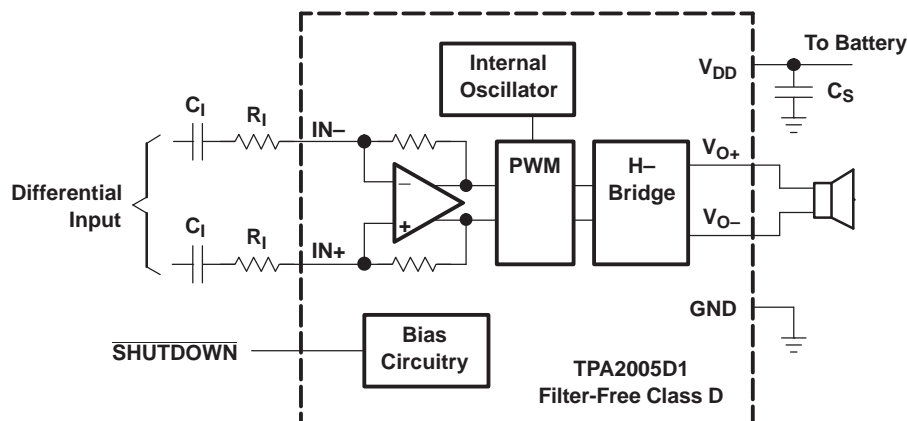 To Battery
Internal
Oscillator
VDD
CS
CI
RI
IN–
PWM
H–
Bridge
VO+
VO–
Differential
Input
–
+
CI
RI
IN+
GND
SHUTDOWN
Bias
Circuitry
TPA2005D1
Filter-Free Class D